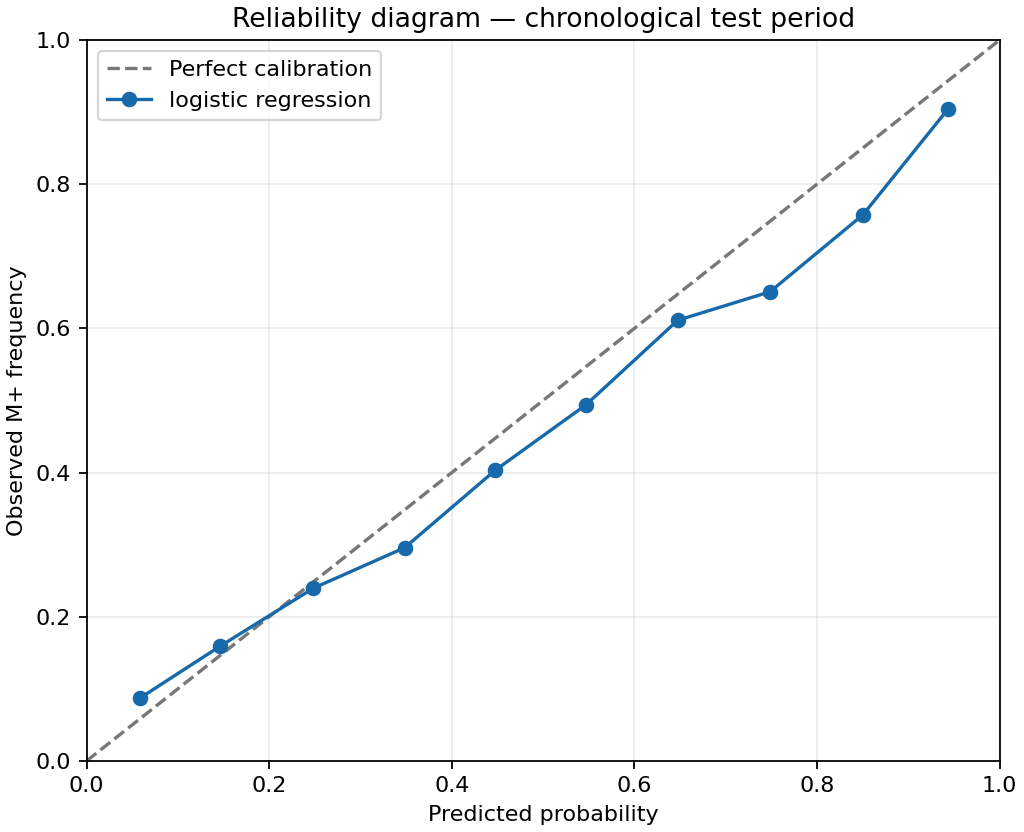 Reliability diagram — chronological test period
1.0
0.8
0.6
0.4
0.2
0.0
Observed M+ frequency
Perfect calibration
logistic regression
0.0 0.2 0.4 0.6 0.8 1.0
Predicted probability